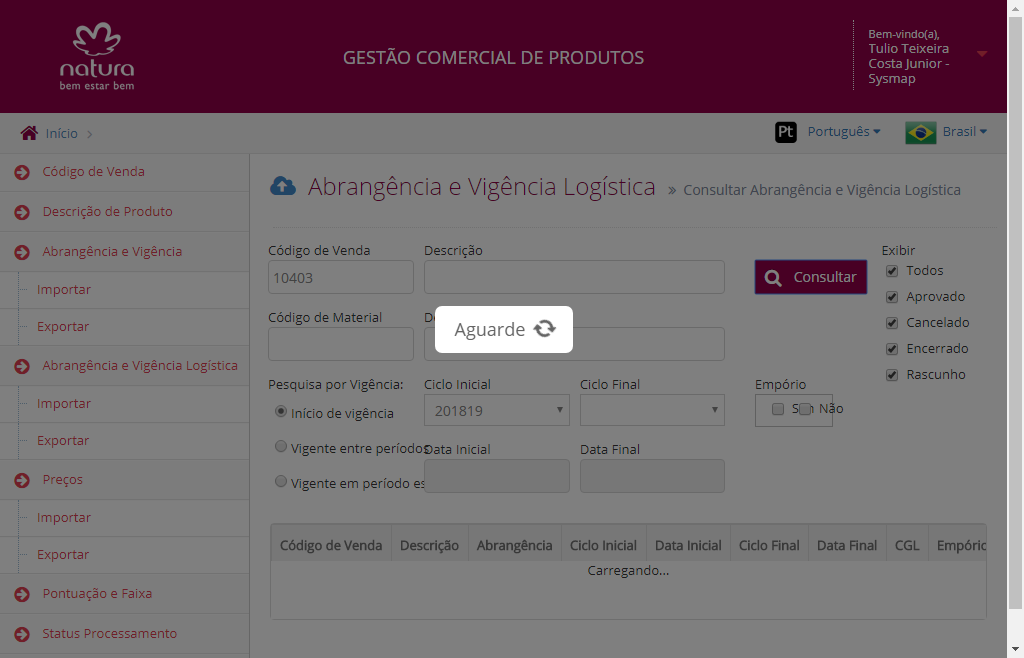 natura
bem estar bem
GESTÃO COMERCIAL DE PRODUTOS
Bem-vindo(a),
Tulio Teixeira
Costa Junior -
Sysmap
Início
Pt Português
Brasil
Código de Venda
Descrição de Produto
Abrangência e Vigência
Importar
Exportar
Abrangência e Vigência Logística
Importar
Exportar
Preços
Importar
Exportar
Pontuação e Faixa
Status Processamento
Abrangência e Vigência Logística » Consultar Abrangência e Vigência Logística
Código de Venda Descrição
10403
Consultar
Exibir
Todos
Aprovado
Cancelado
Encerrado
Rascunho
Código de Material
Aguarde
Pesquisa por Vigência: Ciclo Inicial Ciclo Final Empório
Início de vigência 201819
Não
Vigente entre períodos Data Inicial Data Final
Vigente em período es
Código de Venda Descrição Abrangência Ciclo Inicial Data Inicial Ciclo Final Data Final CGL Empório
Carregando...